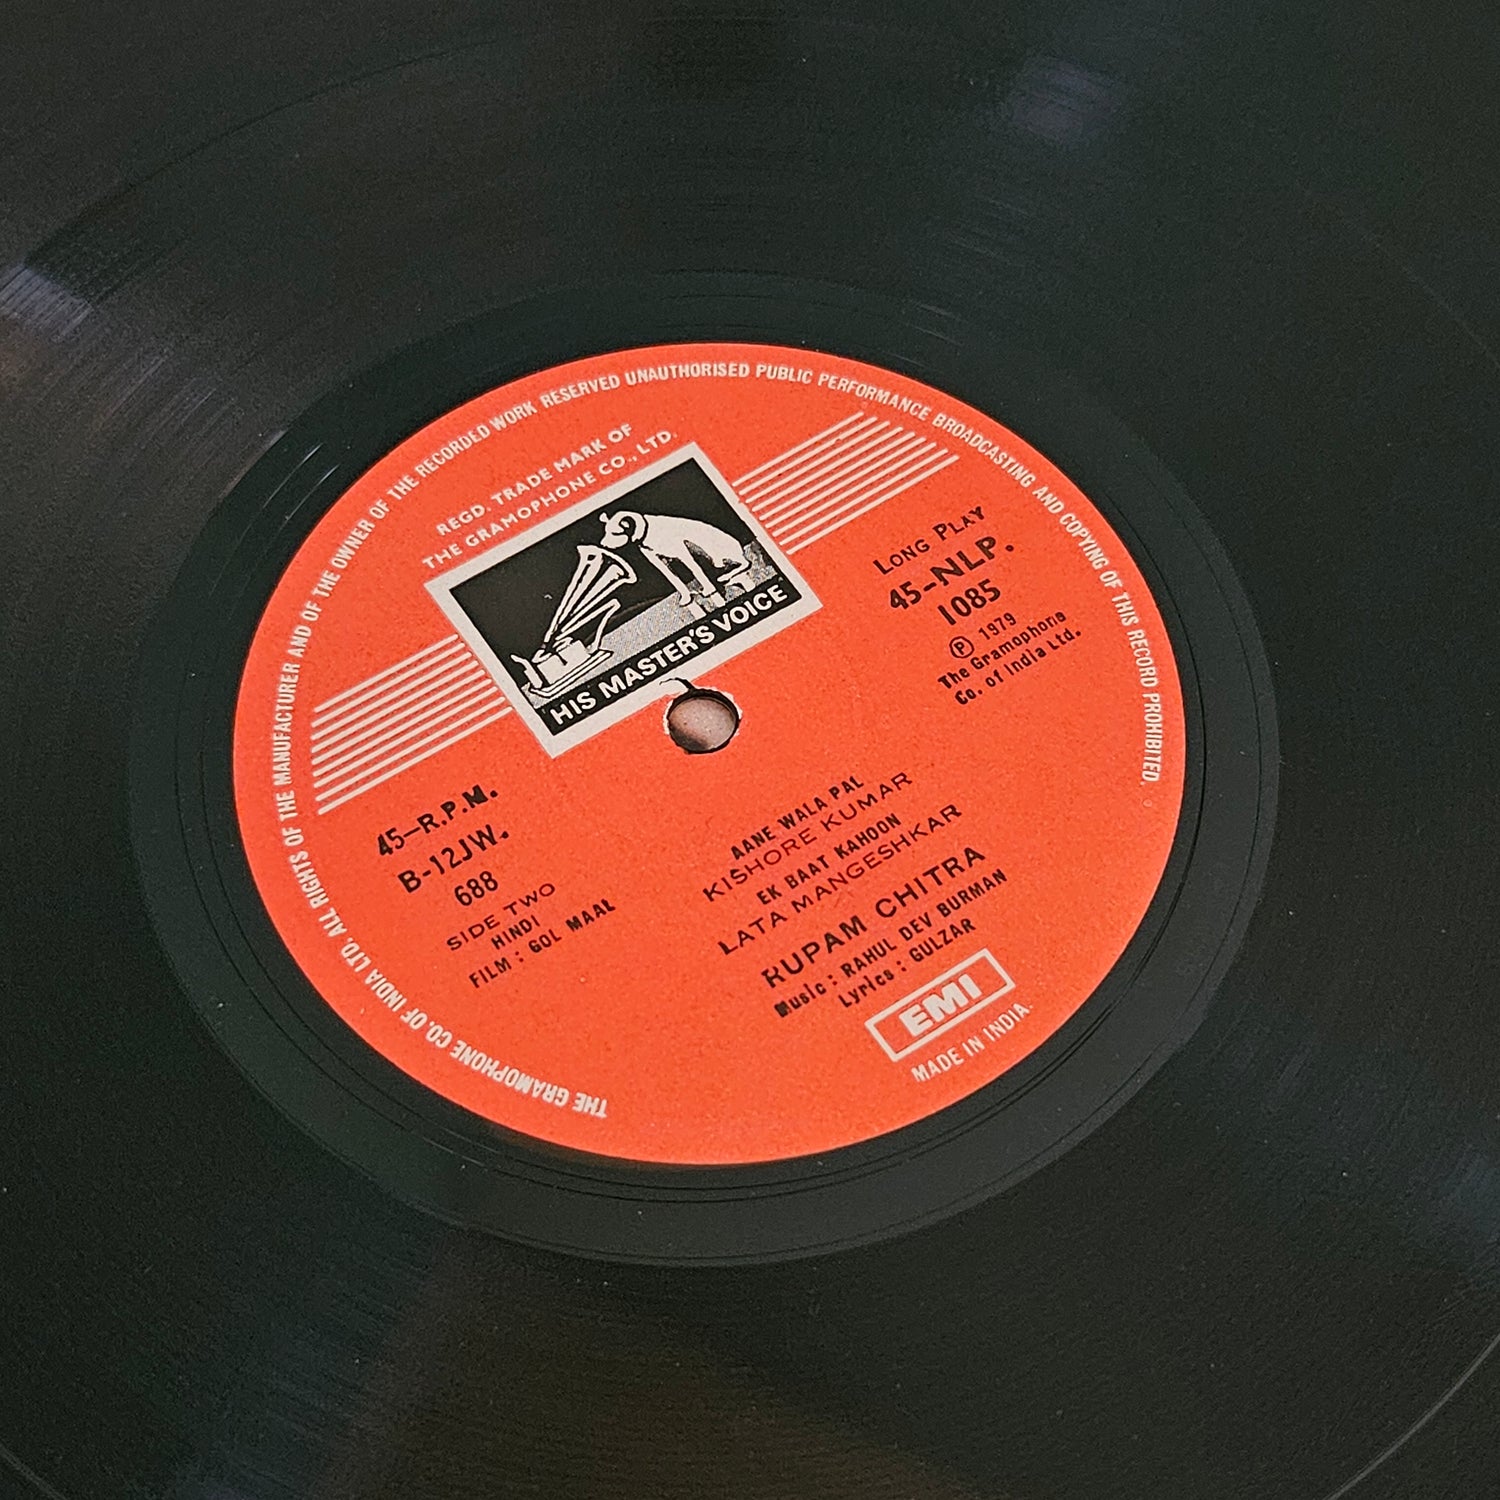 THE GRAMOPHONE CO. OF INDIA LTD. ALL RIGHTS OF THE MANUFACTURER AND OF THE OWNER OF THE RECORDED WORK RESERVED UNAUTHORISED PUBLIC PERFORMANCE BROADCASTING AND COPYING OF THIS RECORD PROHIBITED.
REGD. TRADE MARK OF
THE GRAMOPHONE CO., LTD.
HIS MASTER'S VOICE
LONG PLAY
45-NLP.
1085
Ⓟ 1979
The Gramophone
Co. of India Ltd.
45-R.P.M.
B-12JW.
688
SIDE TWO
HINDI
FILM : GOL MAAL
AANE WALA PAL
KISHORE KUMAR
EK BAAT KAHOON
LATA MANGESHKAR
RUPAM CHITRA
Music : RAHUL DEV BURMAN
Lyrics : GULZAR
EMI
MADE IN INDIA.